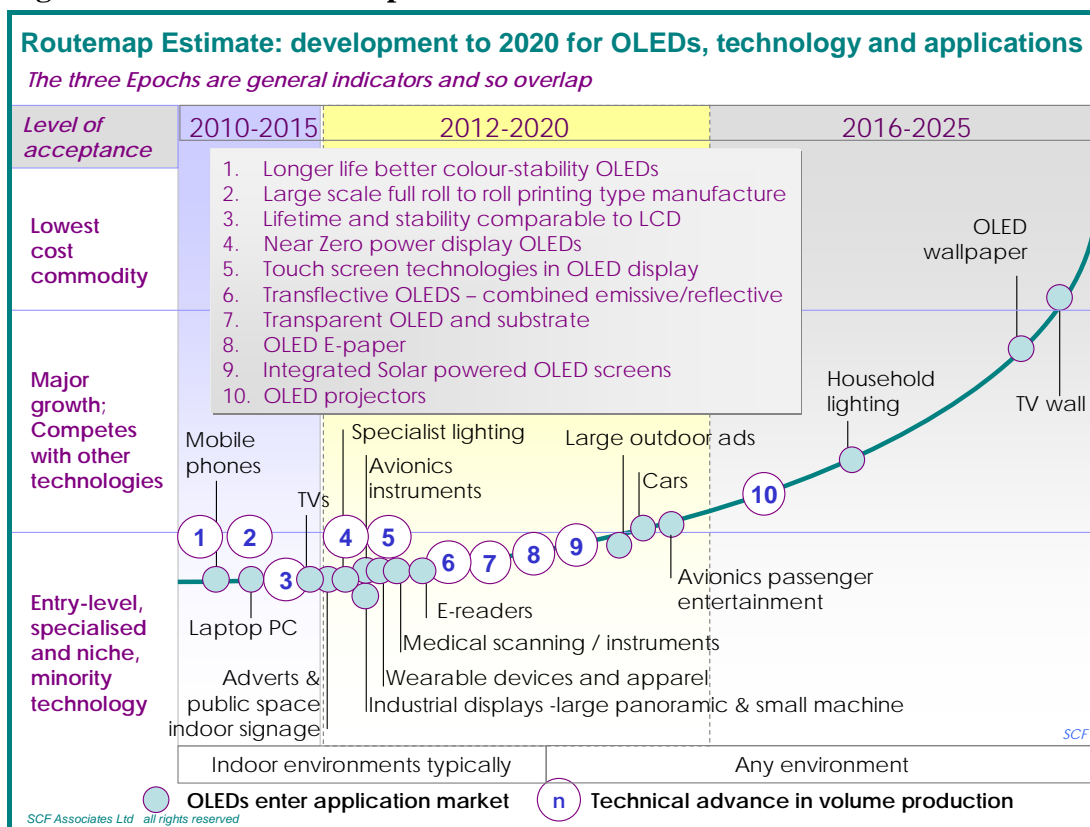 Routemap Estimate: development to 2020 for OLEDs, technology and applications
The three Epochs are general indicators and so overlap
Level of
acceptance
2010-2015
2012-2020
2016-2025
1. Longer life better colour-stability OLEDs
2. Large scale full roll to roll printing type manufacture
3. Lifetime and stability comparable to LCD
4. Near Zero power display OLEDs
5. Touch screen technologies in OLED display
6. Transflective OLEDS – combined emissive/reflective
7. Transparent OLED and substrate
8. OLED E-paper
9. Integrated Solar powered OLED screens
10. OLED projectors
Lowest
cost
commodity
OLED
wallpaper
Major
growth;
Competes
with other
technologies
Household
lighting
TV wall
Mobile
phones
Specialist lighting
Large outdoor ads
Avionics
instruments
TVs
Cars
10
1
2
4
5
3
6
7
8
9
Entry-level,
specialised
and niche,
minority
technology
Laptop PC
E-readers
Avionics passenger
entertainment
Medical scanning / instruments
Adverts &
public space
indoor signage
Wearable devices and apparel
Industrial displays -large panoramic & small machine
SCF
Indoor environments typically
Any environment
OLEDs enter application market
n Technical advance in volume production
SCF Associates Ltd all rights reserved